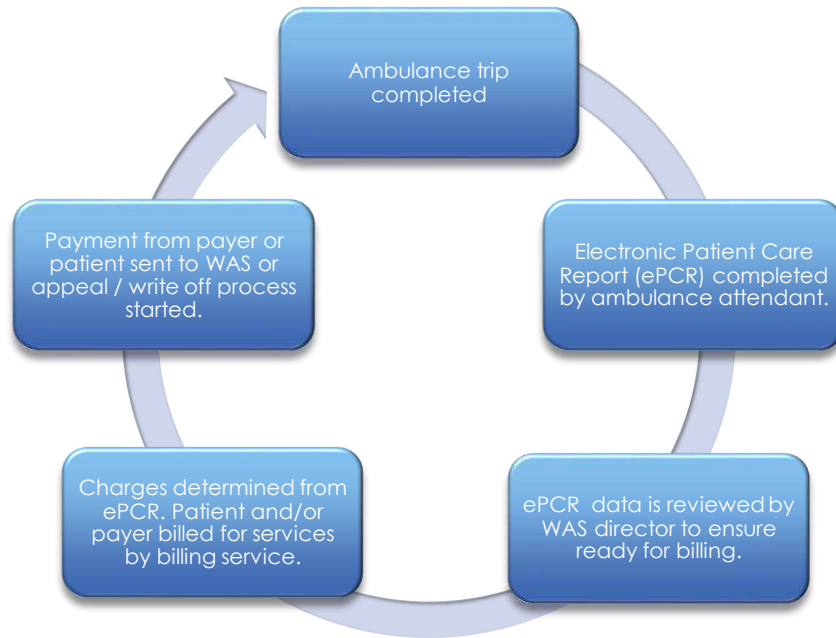 Ambulance trip
completed
Electronic Patient Care
Report (ePCR) completed
by ambulance attendant.
ePCR data is reviewed by
WAS director to ensure
ready for billing.
Charges determined from
ePCR. Patient and/or
payer billed for services
by billing service.
Payment from payer or
patient sent to WAS or
appeal / write off process
started.